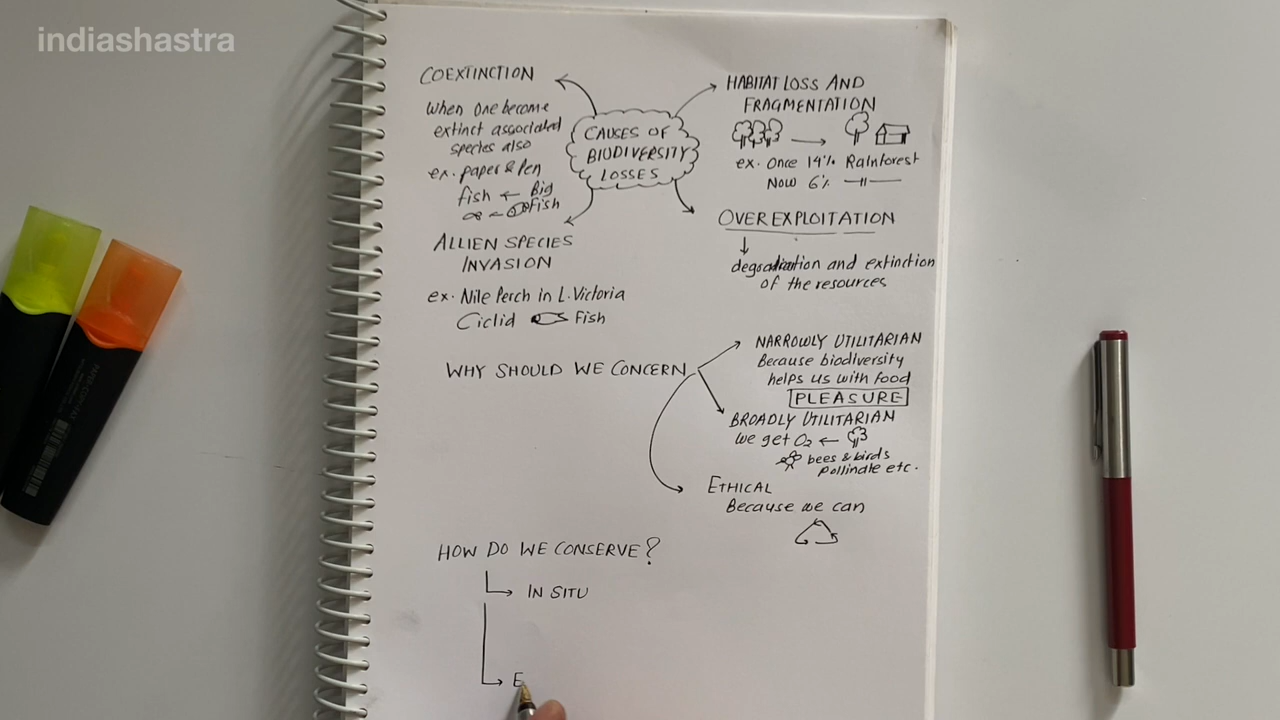 indiashastra
CAUSES OF
BIODIVERSITY
LOSSES
COEXTINCTION
When one become
extinct associated
species also
ex. paper & Pen
fish ← Big
Fish
ALLIEN SPECIES
INVASION
ex. Nile Perch in L. Victoria
Ciclid Fish
HABITAT LOSS AND
FRAGMENTATION
ex. Once 14% Rainforest
Now 6% —॥—
OVEREXPLOITATION
and extinction
of the resources
WHY SHOULD WE CONCERN
NARROWLY UTILITARIAN
Because biodiversity
helps us with food
PLEASURE
BROADLY UTILITARIAN
We get O₂ ←
bees & birds
pollinate etc.
ETHICAL
Because we can
HOW DO WE CONSERVE?
IN SITU
E